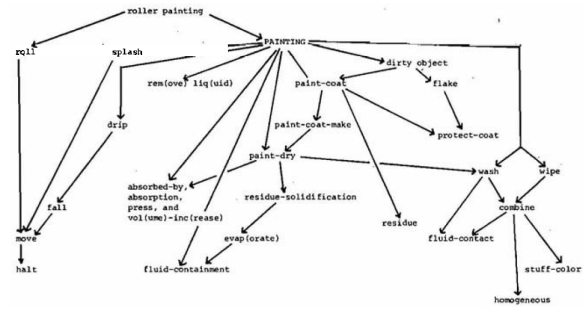 roller painting
roll
splash
PAINTING
dirty object
rem(ove) liq(uid)
paint-coat
flake
drip
paint-coat-make
protect-coat
paint-dry
wash
wipe
absorbed-by,
absorption,
press, and
vol(ume)-inc(rease)
residue-solidification
fall
combine
residue
move
evap(orate)
fluid-contact
halt
fluid-containment
stuff-color
homogeneous